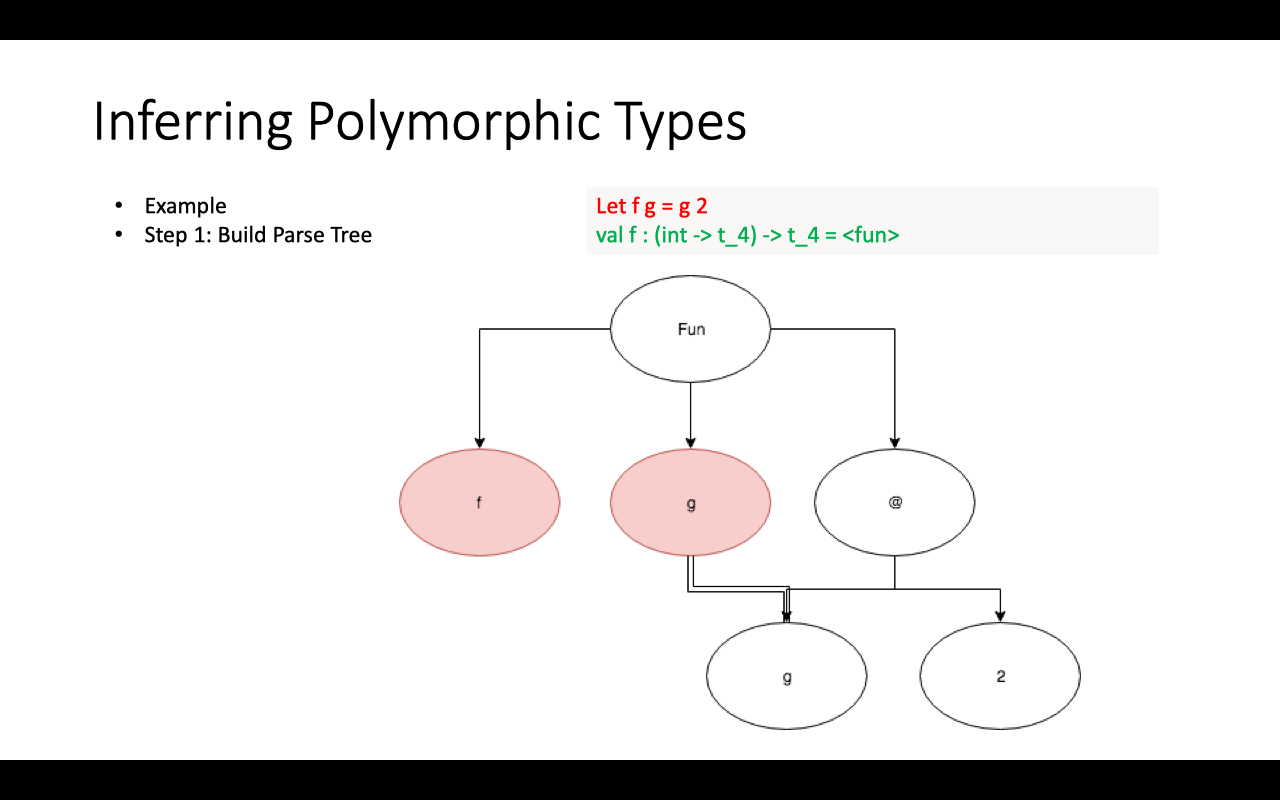 Inferring Polymorphic Types
• Example
• Step 1: Build Parse Tree
Let f g = g 2
val f : (int -> t_4) -> t_4 = <fun>
Fun
f
g
@
g
2